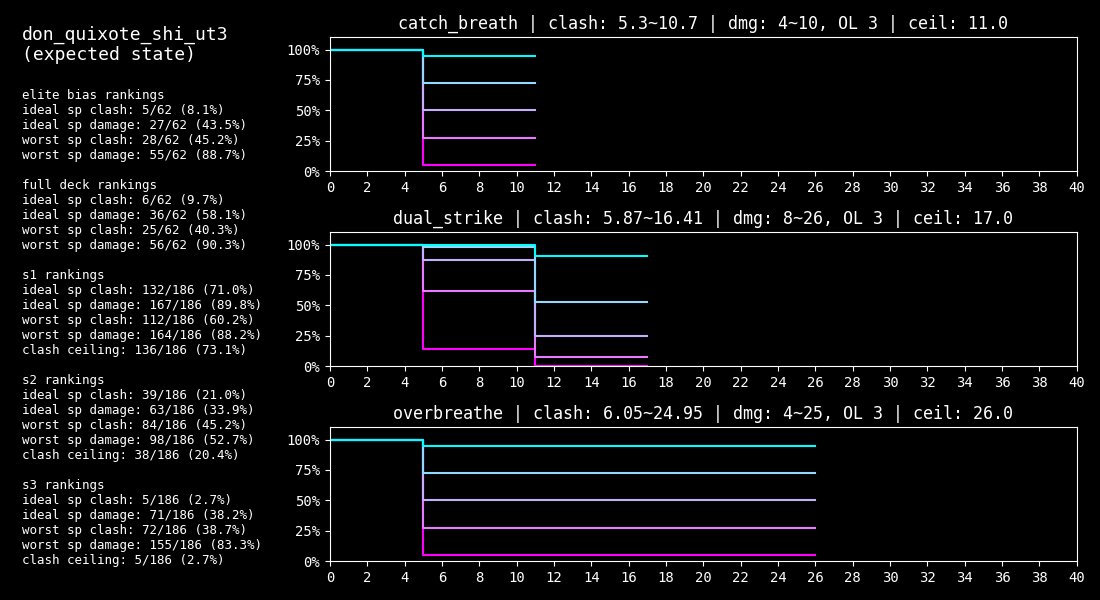 don_quixote_shi_ut3
(expected state)
elite bias rankings
ideal sp clash: 5/62 (8.1%)
ideal sp damage: 27/62 (43.5%)
worst sp clash: 28/62 (45.2%)
worst sp damage: 55/62 (88.7%)
full deck rankings
ideal sp clash: 6/62 (9.7%)
ideal sp damage: 36/62 (58.1%)
worst sp clash: 25/62 (40.3%)
worst sp damage: 56/62 (90.3%)
s1 rankings
ideal sp clash: 132/186 (71.0%)
ideal sp damage: 167/186 (89.8%)
worst sp clash: 112/186 (60.2%)
worst sp damage: 164/186 (88.2%)
clash ceiling: 136/186 (73.1%)
s2 rankings
ideal sp clash: 39/186 (21.0%)
ideal sp damage: 63/186 (33.9%)
worst sp clash: 84/186 (45.2%)
worst sp damage: 98/186 (52.7%)
clash ceiling: 38/186 (20.4%)
s3 rankings
ideal sp clash: 5/186 (2.7%)
ideal sp damage: 71/186 (38.2%)
worst sp clash: 72/186 (38.7%)
worst sp damage: 155/186 (83.3%)
clash ceiling: 5/186 (2.7%)
catch_breath | clash: 5.3~10.7 | dmg: 4~10, OL 3 | ceil: 11.0
100%
75%
50%
25%
0%
0 2 4 6 8 10 12 14 16 18 20 22 24 26 28 30 32 34 36 38 40
dual_strike | clash: 5.87~16.41 | dmg: 8~26, OL 3 | ceil: 17.0
100%
75%
50%
25%
0%
0 2 4 6 8 10 12 14 16 18 20 22 24 26 28 30 32 34 36 38 40
overbreathe | clash: 6.05~24.95 | dmg: 4~25, OL 3 | ceil: 26.0
100%
75%
50%
25%
0%
0 2 4 6 8 10 12 14 16 18 20 22 24 26 28 30 32 34 36 38 40